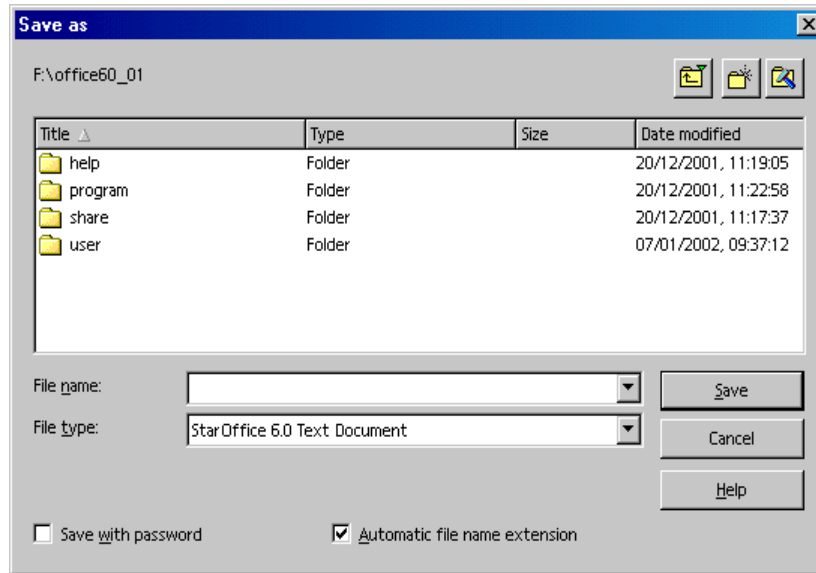 Save as
F:\office60_01
Title Type Size Date modified
help Folder 20/12/2001, 11:19:05
program Folder 20/12/2001, 11:22:58
share Folder 20/12/2001, 11:17:37
user Folder 07/01/2002, 09:37:12
File name: Save
File type: StarOffice 6.0 Text Document Cancel
Help
Save with password Automatic file name extension